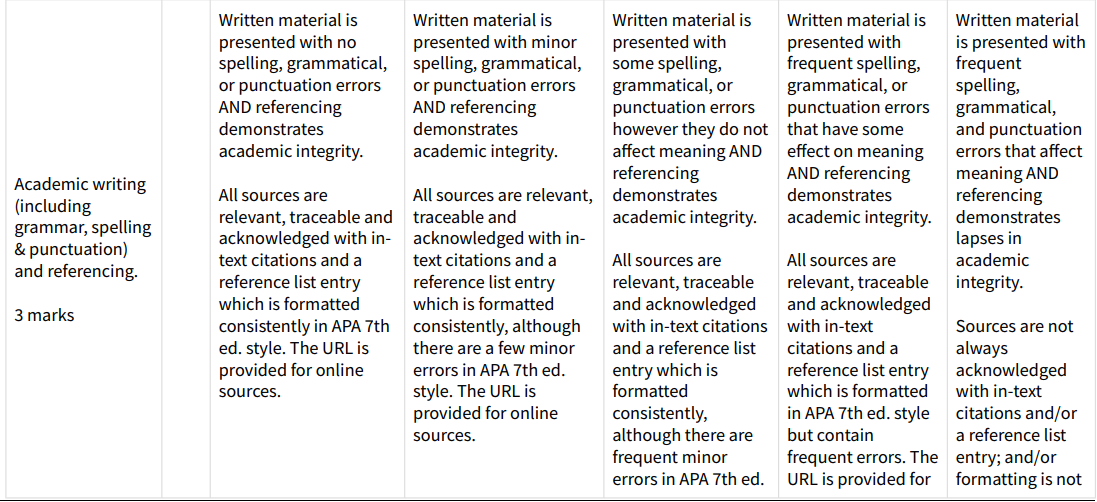 Academic writing
(including
grammar, spelling
& punctuation)
and referencing.
3 marks
Written material is
presented with no
spelling, grammatical,
or punctuation errors
AND referencing
demonstrates
academic integrity.
All sources are
relevant, traceable and
acknowledged with in-
text citations and a
reference list entry
which is formatted
consistently in APA 7th
ed. style. The URL is
provided for online
sources.
Written material is
presented with minor
spelling, grammatical,
or punctuation errors
AND referencing
demonstrates
academic integrity.
All sources are relevant,
traceable and
acknowledged with in-
text citations and a
reference list entry
which is formatted
consistently, although
there are a few minor
errors in APA 7th ed.
style. The URL is
provided for online
sources.
Written material is
presented with
some spelling,
grammatical, or
punctuation errors
however they do not
affect meaning AND
referencing
demonstrates
academic integrity.
All sources are
relevant, traceable
and acknowledged
with in-text citations
and a reference list
entry which is
formatted
consistently,
although there are
frequent minor
errors in APA 7th ed.
Written material is
presented with
frequent spelling,
grammatical, or
punctuation errors
that have some
effect on meaning
AND referencing
demonstrates
academic integrity.
All sources are
relevant, traceable
and acknowledged
with in-text
citations and a
reference list entry
which is formatted
in APA 7th ed. style
but contain
frequent errors. The
URL is provided for
Written material
is presented with
frequent
spelling,
grammatical,
and punctuation
errors that affect
meaning AND
referencing
demonstrates
lapses in
academic
integrity.
Sources are not
always
acknowledged
with in-text
citations and/or
a reference list
entry; and/or
formatting is not